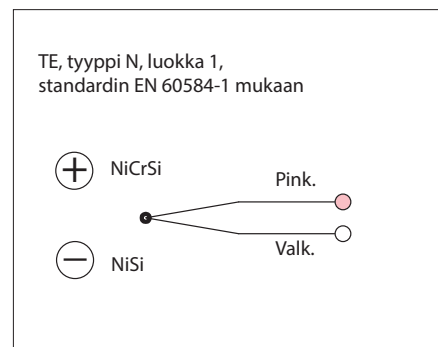 TE, tyyppi N, luokka 1,
standardin EN 60584-1 mukaan
+ NiCrSi
Pink.
Valk.
− NiSi